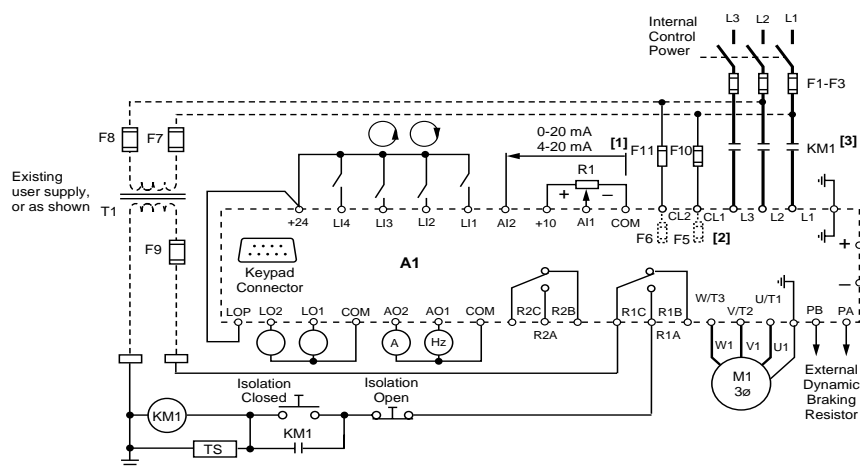 Internal
Control
Power
L3 L2 L1
F1-F3
F8 F7
0-20 mA
4-20 mA
[1]
F11 F10
KM1 [3]
R1
+ –
Existing
user supply,
or as shown
T1
+24 LI4 LI3 LI2 LI1 AI2 +10 AI1 COM CL2 CL1 L3 L2 L1
F6 F5 [2]
F9
Keypad
Connector
A1
+
–
LOP LO2 LO1 COM AO2 AO1 COM R2C R2B R1C R1B W/T3 V/T2 U/T1 PB PA
R2A R1A
A Hz
W1 V1 U1
M1
3ø
External
Dynamic
Braking
Resistor
Isolation
Closed
Isolation
Open
KM1
KM1
TS